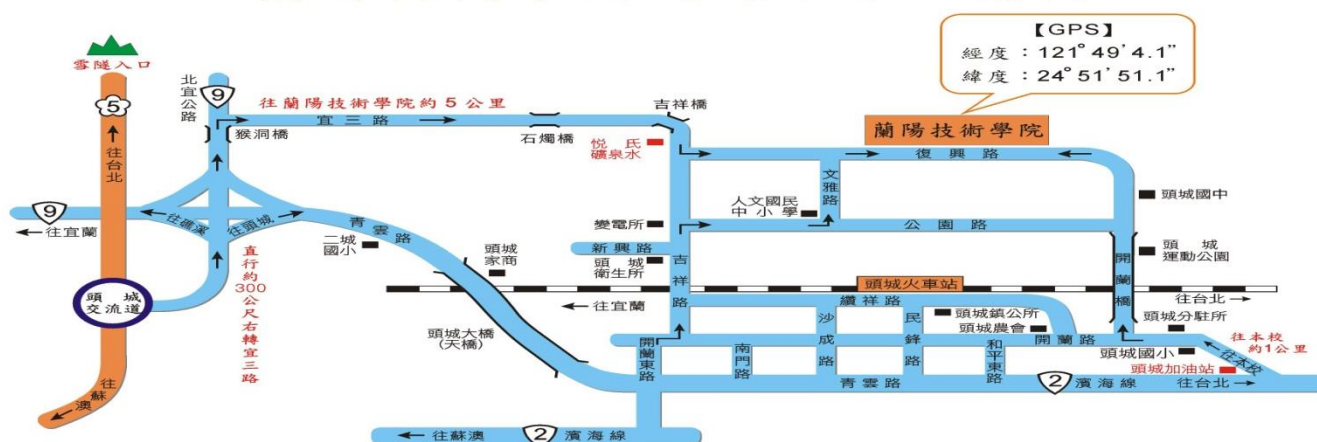 【GPS】
經度：121°49'4.1"
緯度：24°51'51.1"
雪隧入口
5
往台北
北宜公路
9
往蘭陽技術學院約5公里
宜三路
猴洞橋
石燭橋
吉祥橋
悅氏
礦泉水
蘭陽技術學院
復興路
文雅路
頭城國中
9
往宜蘭
往礁溪
往頭城
青雲路
二城
國小
頭城
家商
變電所
新興路
頭城
衛生所
人文國民
中小學
公園路
頭城
運動公園
開蘭橋
直行約300公尺右轉宜三路
頭城
交流道
往蘇澳
往宜蘭
頭城火車站
往台北
吉祥路
纘祥路
頭城大橋
(天橋)
沙成路
民鋒路
頭城鎮公所
頭城農會
頭城分駐所
開蘭東路
南門路
和平東路
開蘭路
頭城國小
往本校
約1公里
往本校
頭城加油站
青雲路
2
濱海線
往台北
往蘇澳
2
濱海線